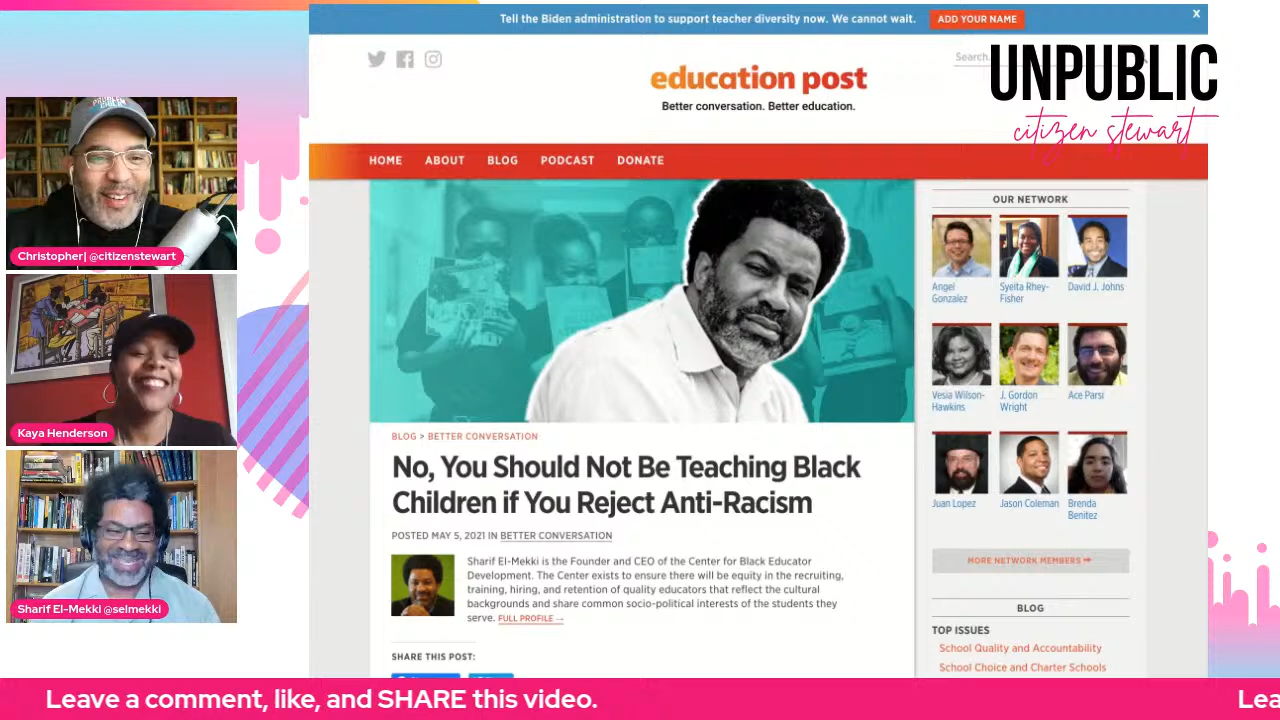 Tell the Biden administration to support teacher diversity now. We cannot wait.
ADD YOUR NAME
X
Search.
UNPUBLIC
citizen stewart
education post
Better conversation. Better education.
HOME
ABOUT
BLOG
PODCAST
DONATE
Christopher| @citizenstewart
Kaya Henderson
Sharif El-Mekki @selmekki
BLOG > BETTER CONVERSATION
No, You Should Not Be Teaching Black
Children if You Reject Anti-Racism
POSTED MAY 5, 2021 IN BETTER CONVERSATION
Sharif El-Mekki is the Founder and CEO of the Center for Black Educator
Development. The Center exists to ensure there will be equity in the recruiting,
training, hiring, and retention of quality educators that reflect the cultural
backgrounds and share common socio-political interests of the students they
serve. FULL PROFILE →
SHARE THIS POST:
OUR NETWORK
Angel
Gonzalez
Syeita Rhey-
Fisher
David J. Johns
Vesia Wilson-
Hawkins
J. Gordon
Wright
Ace Parsi
Juan Lopez
Jason Coleman
Brenda
Benitez
MORE NETWORK MEMBERS →
BLOG
TOP ISSUES
School Quality and Accountability
School Choice and Charter Schools
Leave a comment, like, and SHARE this video.
Lea